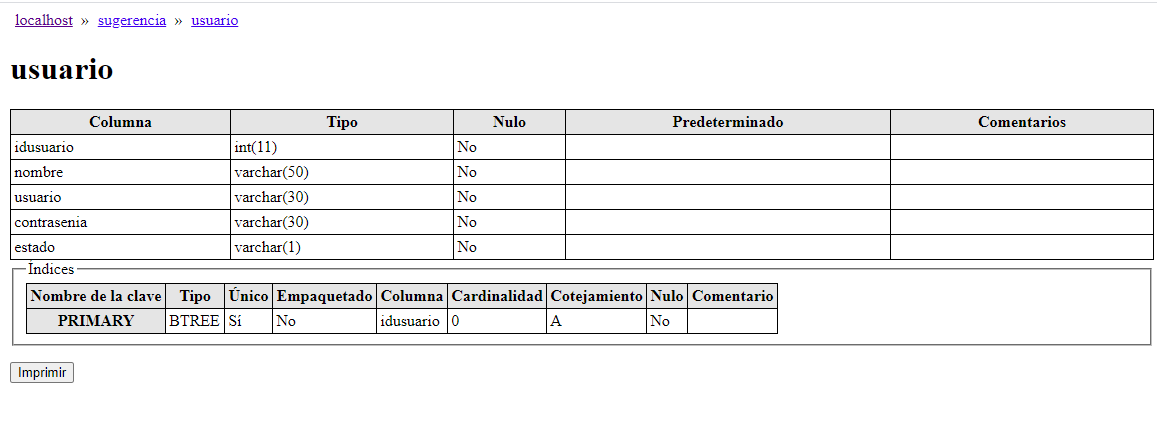 localhost » sugerencia » usuario
usuario
Columna Tipo Nulo Predeterminado Comentarios
idusuario int(11) No
nombre varchar(50) No
usuario varchar(30) No
contrasenia varchar(30) No
estado varchar(1) No
Índices
Nombre de la clave Tipo Único Empaquetado Columna Cardinalidad Cotejamiento Nulo Comentario
PRIMARY BTREE Sí No idusuario 0 A No
Imprimir